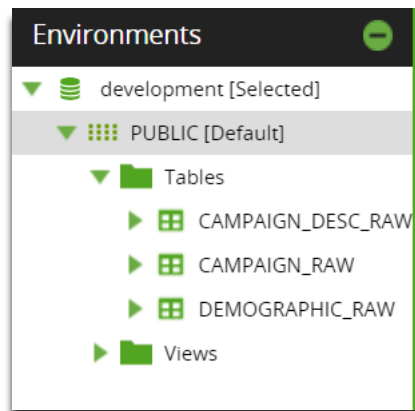 Environments
development [Selected]
PUBLIC [Default]
Tables
CAMPAIGN_DESC_RAW
CAMPAIGN_RAW
DEMOGRAPHIC_RAW
Views